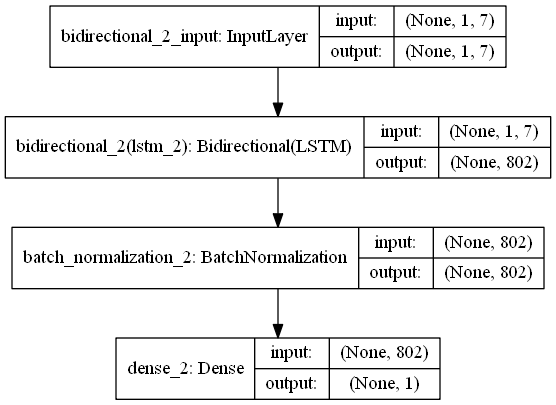 bidirectional_2_input: InputLayer
input: (None, 1, 7)
output: (None, 1, 7)
bidirectional_2(lstm_2): Bidirectional(LSTM)
input: (None, 1, 7)
output: (None, 802)
batch_normalization_2: BatchNormalization
input: (None, 802)
output: (None, 802)
dense_2: Dense
input: (None, 802)
output: (None, 1)